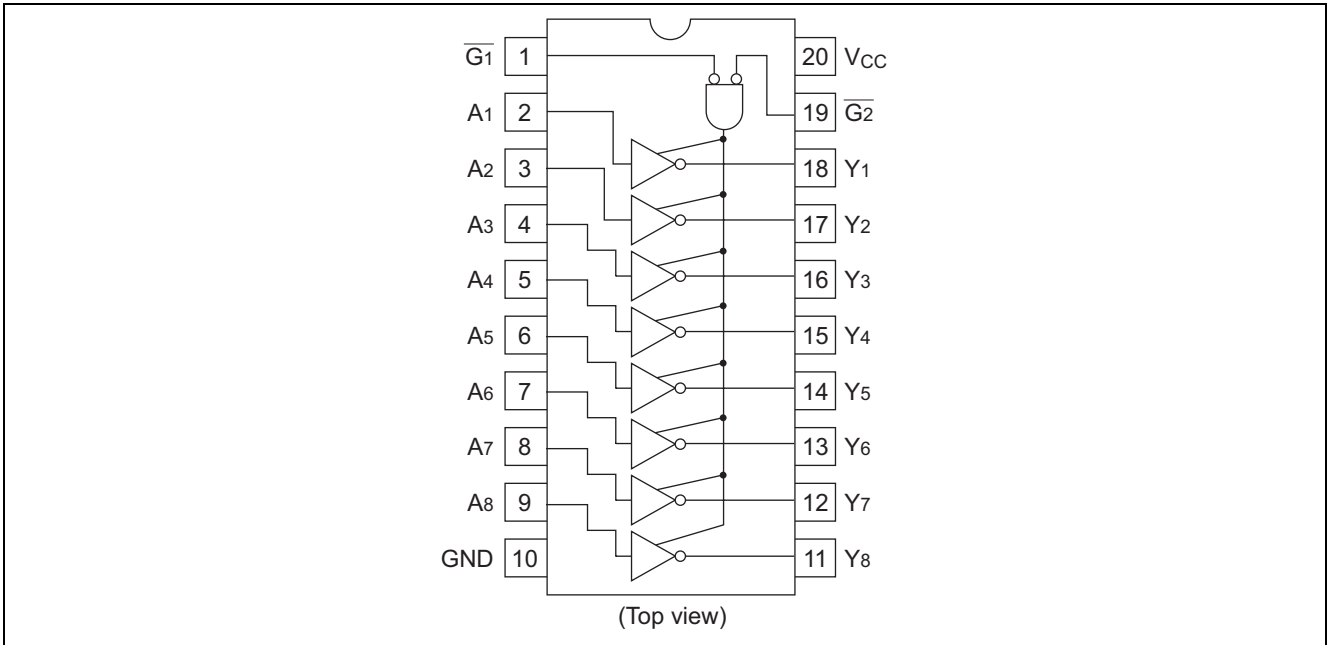 G̅1̅ 1 20 VCC
A1 2 19 G̅2̅
A2 3 18 Y1
A3 4 17 Y2
A4 5 16 Y3
A5 6 15 Y4
A6 7 14 Y5
A7 8 13 Y6
A8 9 12 Y7
GND 10 11 Y8
(Top view)